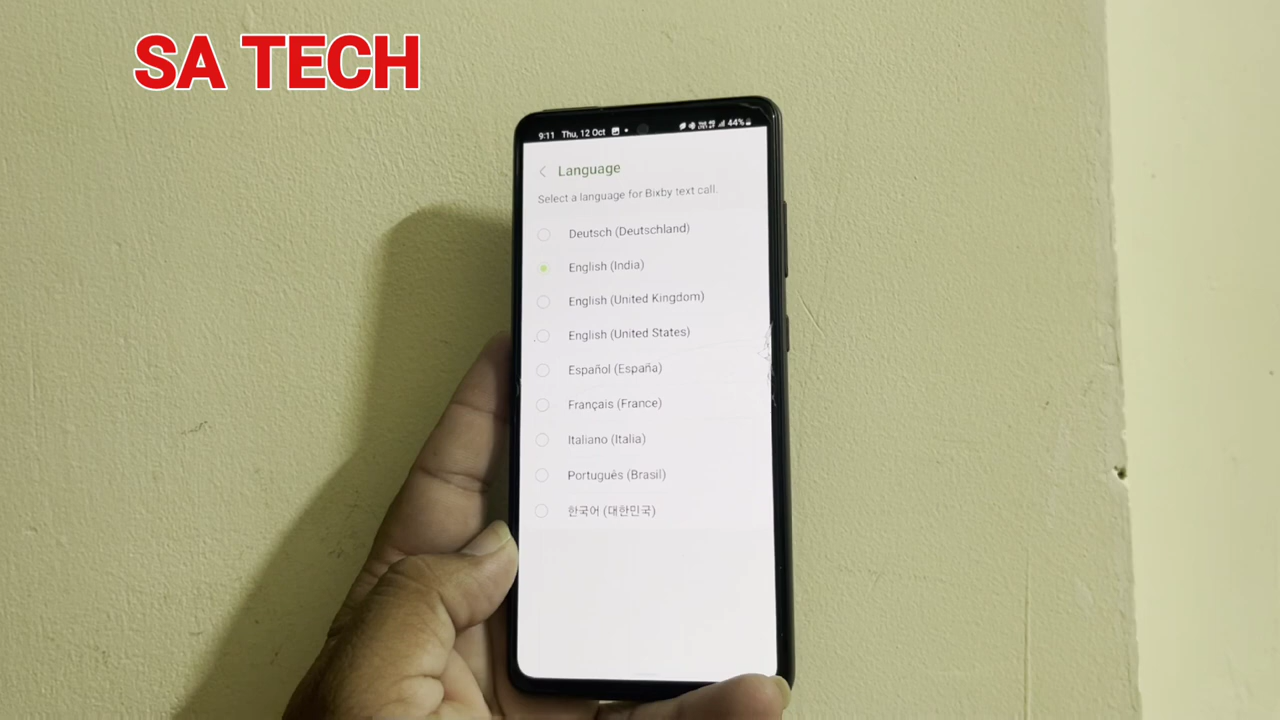 SA TECH
9:11 Thu, 12 Oct 44%
Language
Select a language for Bixby text call.
Deutsch (Deutschland)
English (India)
English (United Kingdom)
English (United States)
Español (España)
Français (France)
Italiano (Italia)
Português (Brasil)
한국어 (대한민국)